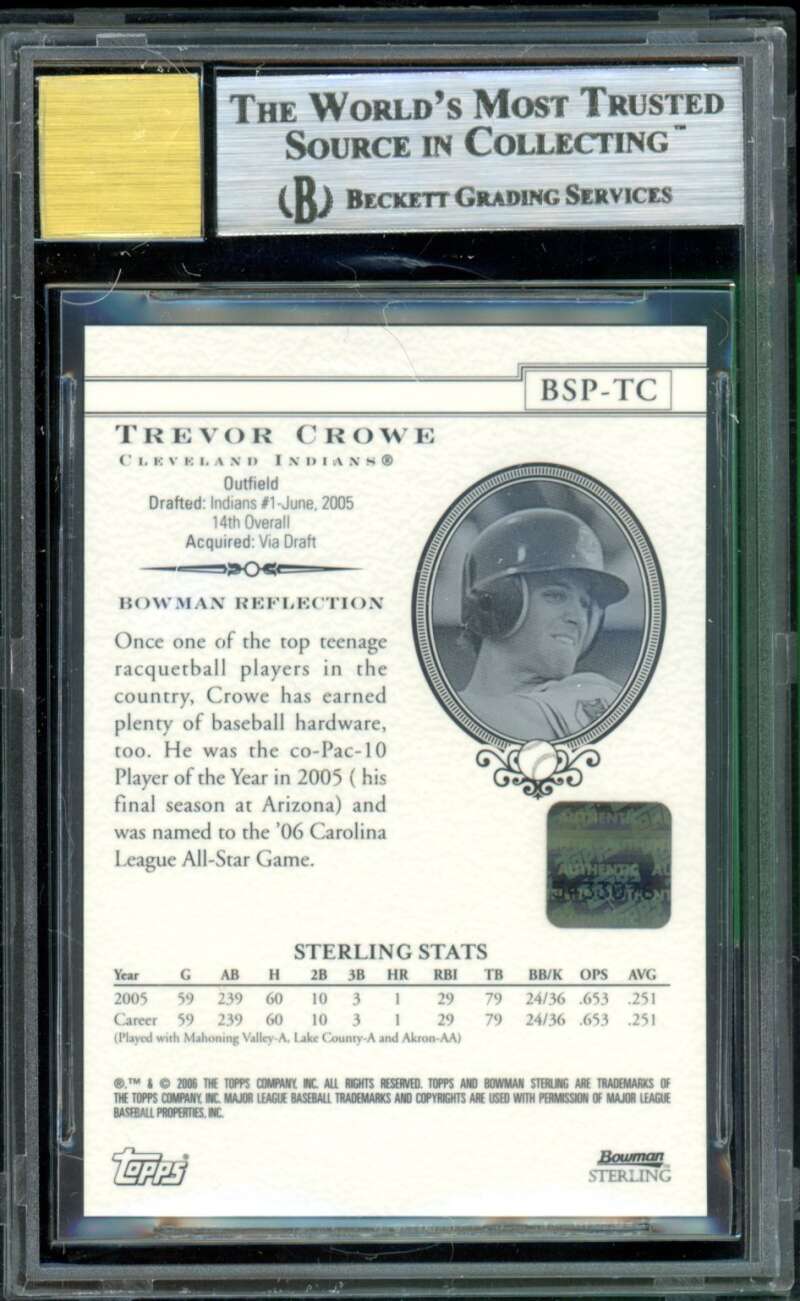 THE WORLD'S MOST TRUSTED
SOURCE IN COLLECTING™
(B) BECKETT GRADING SERVICES
BSP-TC
TREVOR CROWE
CLEVELAND INDIANS®
Outfield
Drafted: Indians #1-June, 2005
14th Overall
Acquired: Via Draft
BOWMAN REFLECTION
Once one of the top teenage
racquetball players in the
country, Crowe has earned
plenty of baseball hardware,
too. He was the co-Pac-10
Player of the Year in 2005 ( his
final season at Arizona) and
was named to the '06 Carolina
League All-Star Game.
AUTHENTIC
AUTHENTIC
STERLING STATS
Year G AB H 2B 3B HR RBI TB BB/K OPS AVG
2005 59 239 60 10 3 1 29 79 24/36 .653 .251
Career 59 239 60 10 3 1 29 79 24/36 .653 .251
(Played with Mahoning Valley-A, Lake County-A and Akron-AA)
®,™ & © 2006 THE TOPPS COMPANY, INC. ALL RIGHTS RESERVED. TOPPS AND BOWMAN STERLING ARE TRADEMARKS OF
THE TOPPS COMPANY, INC. MAJOR LEAGUE BASEBALL TRADEMARKS AND COPYRIGHTS ARE USED WITH PERMISSION OF MAJOR LEAGUE
BASEBALL PROPERTIES, INC.
Topps®
Bowman
STERLING